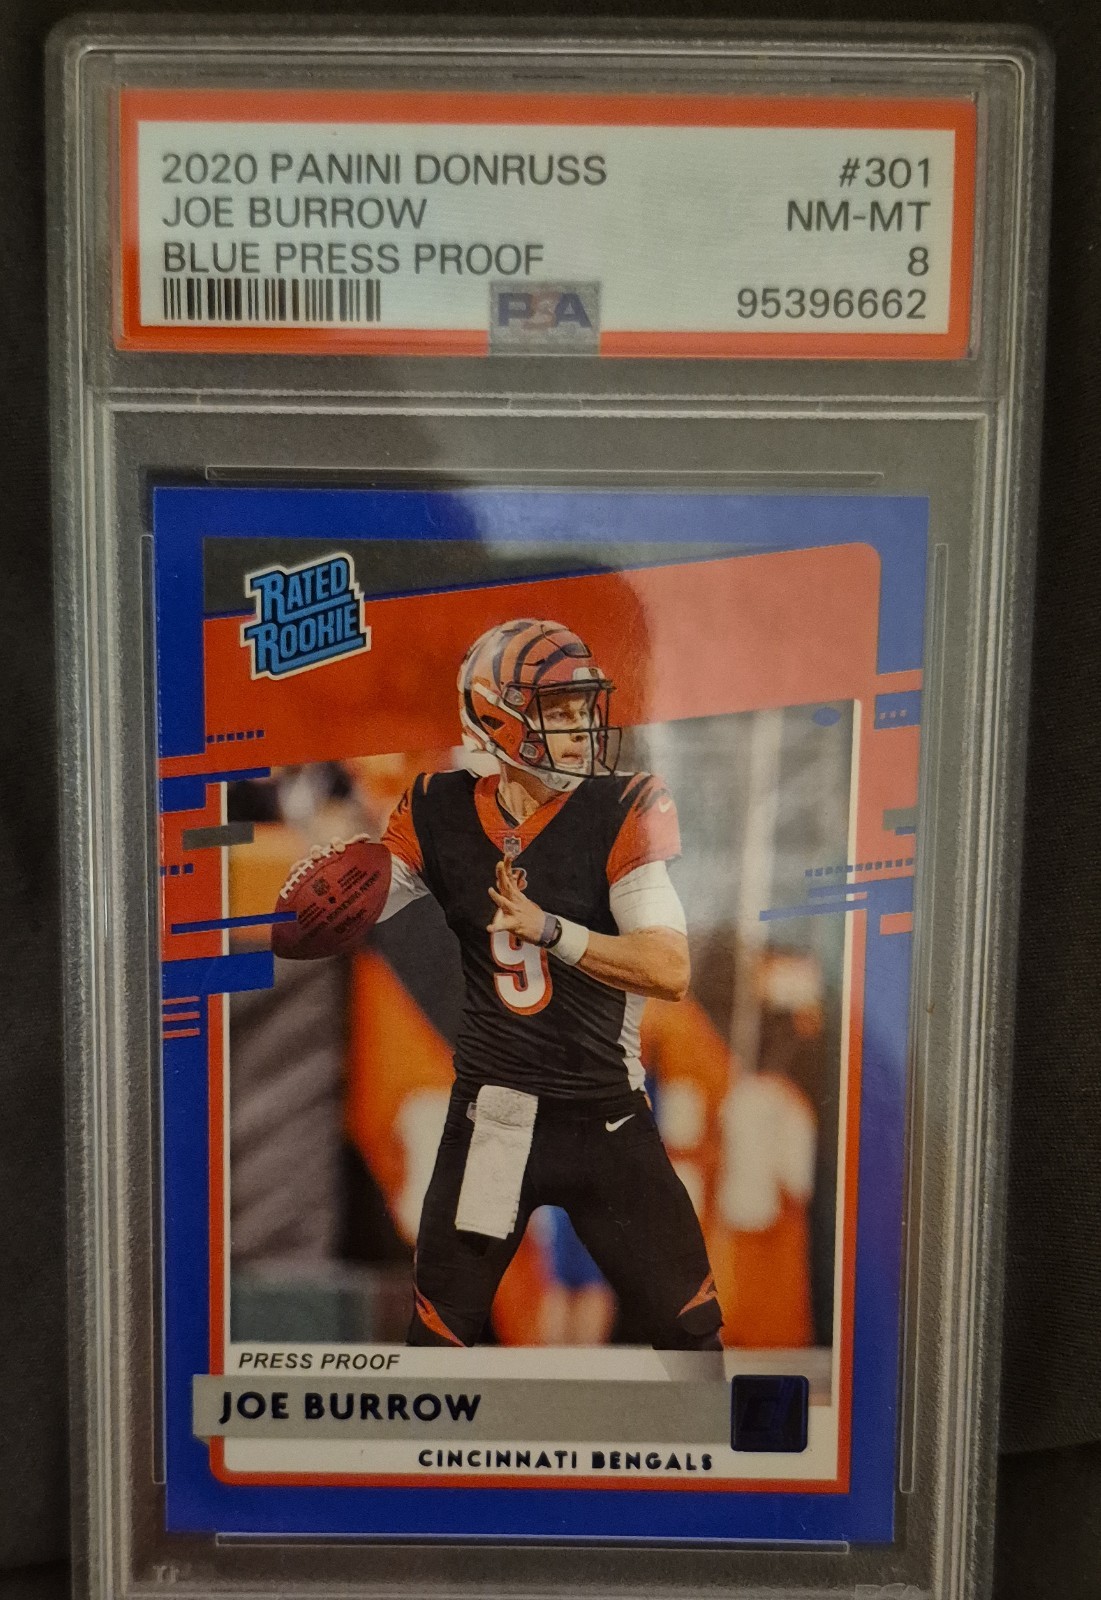 2020 PANINI DONRUSS #301
JOE BURROW NM-MT
BLUE PRESS PROOF 8
PSA 95396662
RATED
ROOKIE
9
PRESS PROOF
JOE BURROW
CINCINNATI BENGALS